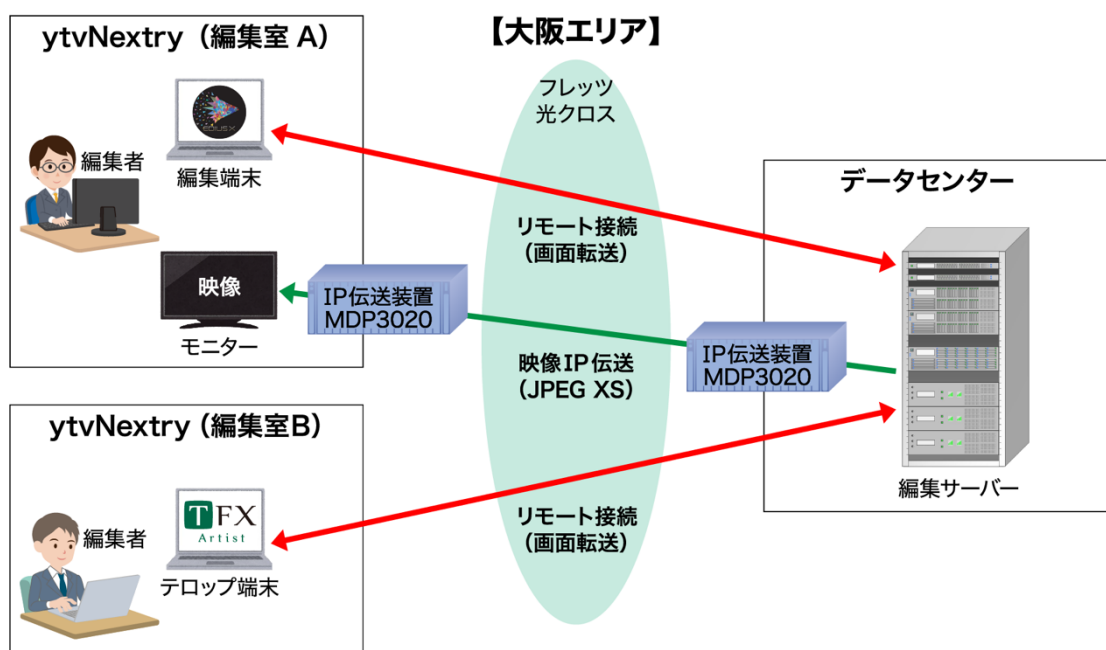 【大阪エリア】
ytvNextry（編集室 A）
編集者
編集端末
映像
モニター
IP伝送装置
MDP3020
フレッツ
光クロス
リモート接続
（画面転送）
映像IP伝送
（JPEG XS）
リモート接続
（画面転送）
IP伝送装置
MDP3020
データセンター
編集サーバー
ytvNextry（編集室B）
編集者
TFX
Artist
テロップ端末